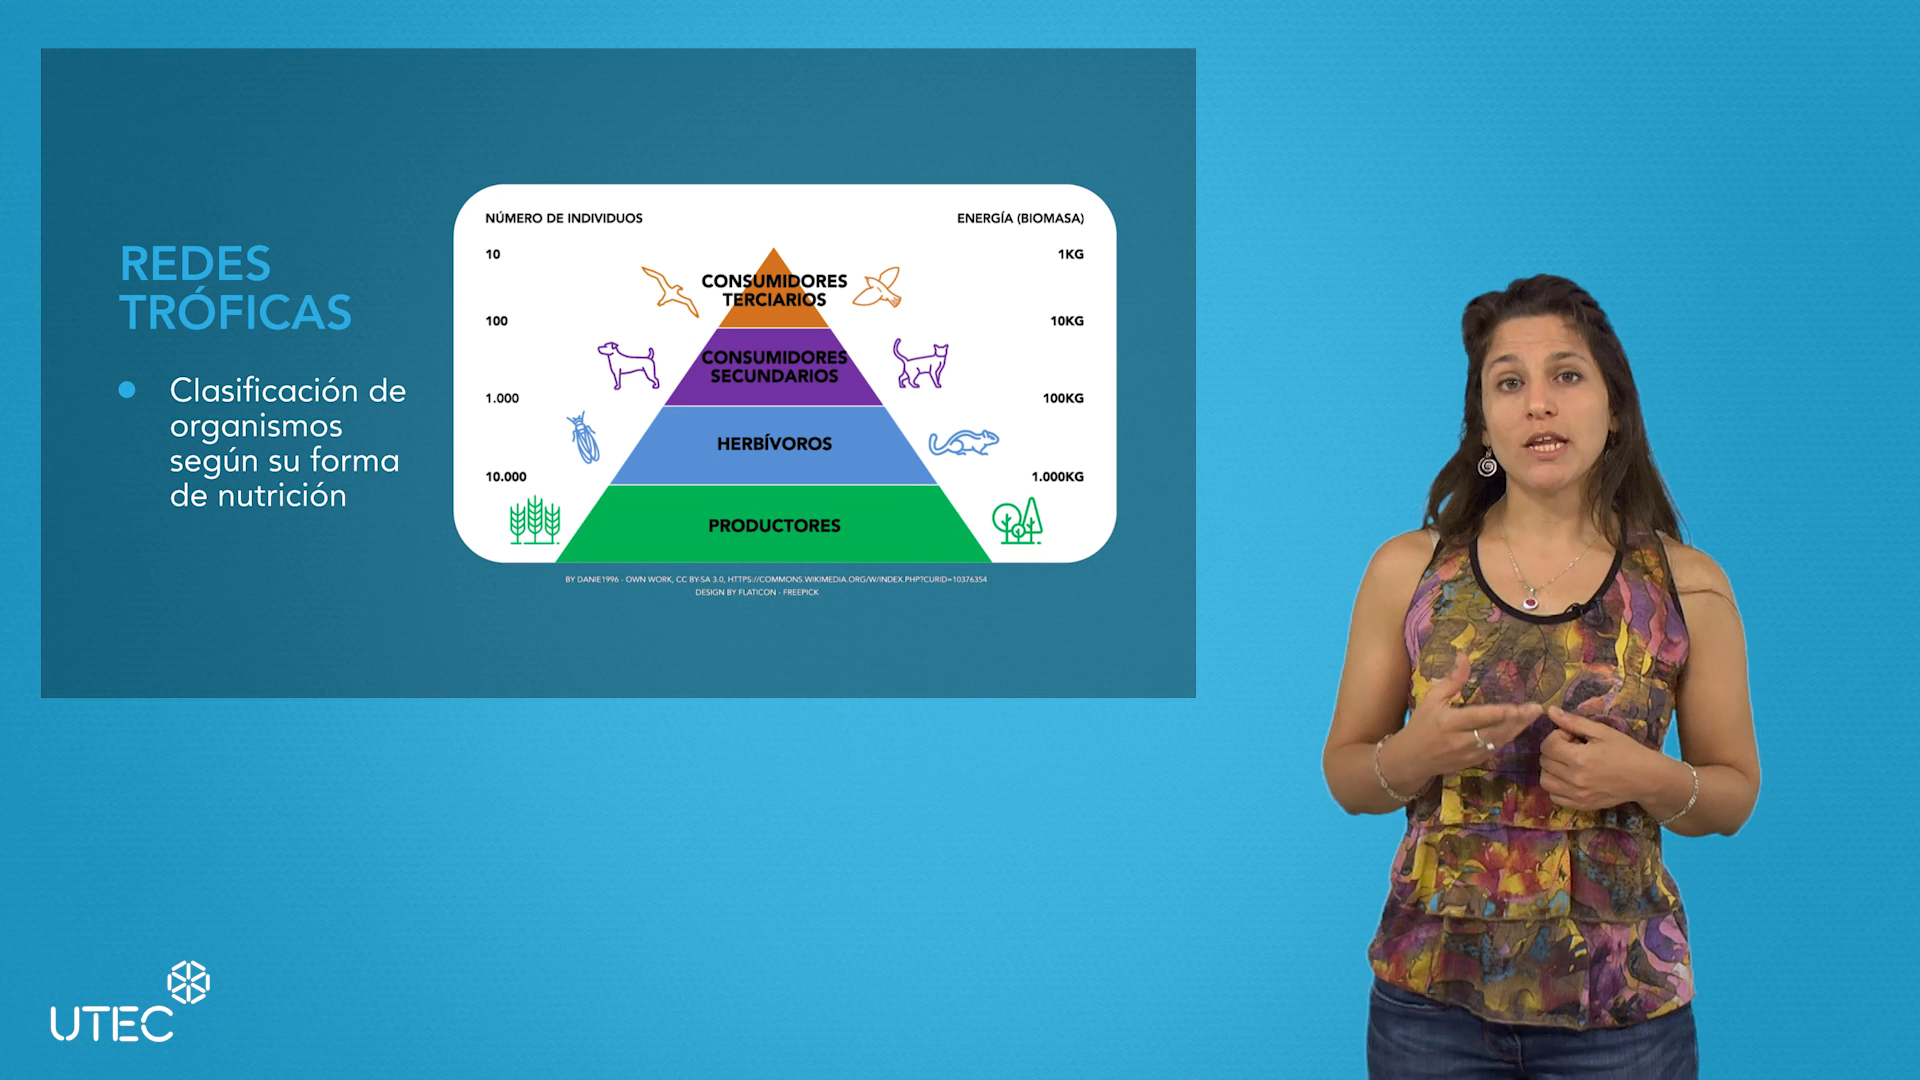 REDES
TRÓFICAS
Clasificación de
organismos
según su forma
de nutrición
NÚMERO DE INDIVIDUOS
ENERGÍA (BIOMASA)
10
1KG
CONSUMIDORES
TERCIARIOS
100
10KG
CONSUMIDORES
SECUNDARIOS
1.000
100KG
HERBÍVOROS
10.000
1.000KG
PRODUCTORES
BY DANIE1996 - OWN WORK, CC BY-SA 3.0, HTTPS://COMMONS.WIKIMEDIA.ORG/W/INDEX.PHP?CURID=10376354
DESIGN BY FLATICON - FREEPICK
UTEC